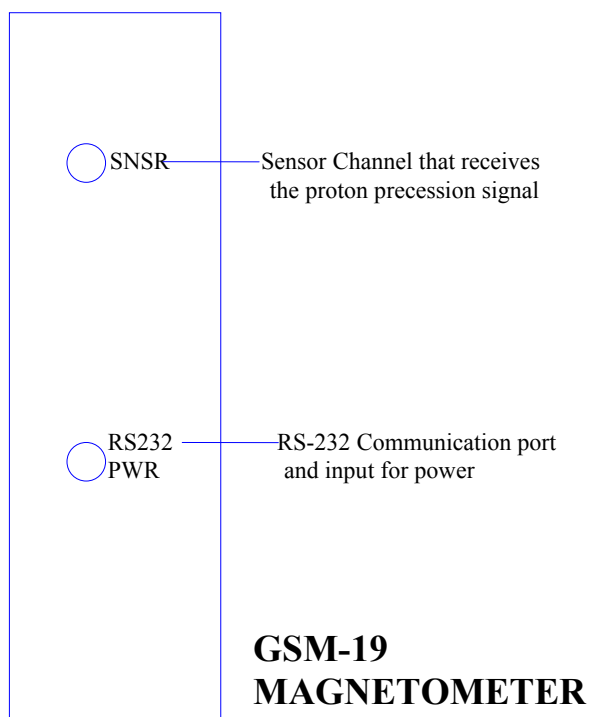 SNSR
Sensor Channel that receives
the proton precession signal
RS232
PWR
RS-232 Communication port
and input for power
GSM-19
MAGNETOMETER